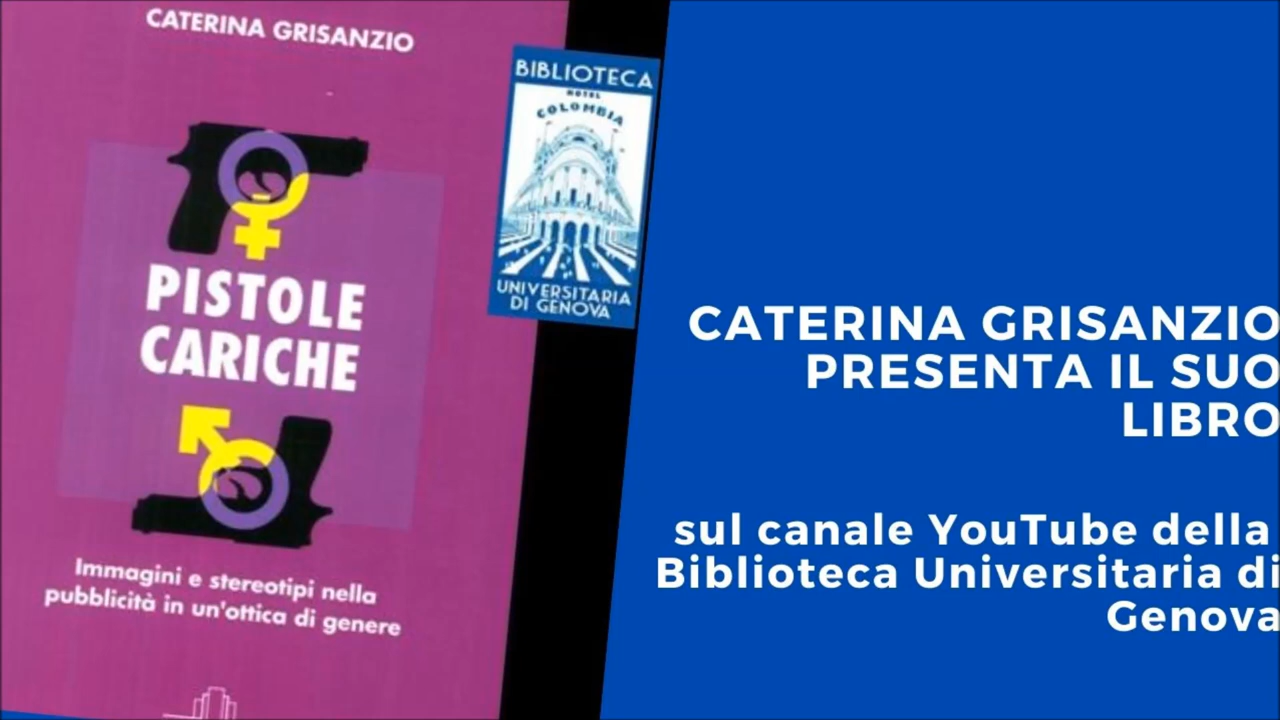 CATERINA GRISANZIO
PISTOLE
CARICHE
Immagini e stereotipi nella
pubblicità in un'ottica di genere
BIBLIOTECA
HOTEL
COLOMBIA
UNIVERSITARIA
DI GENOVA
CATERINA GRISANZIO
PRESENTA IL SUO
LIBRO
sul canale YouTube della
Biblioteca Universitaria di
Genova